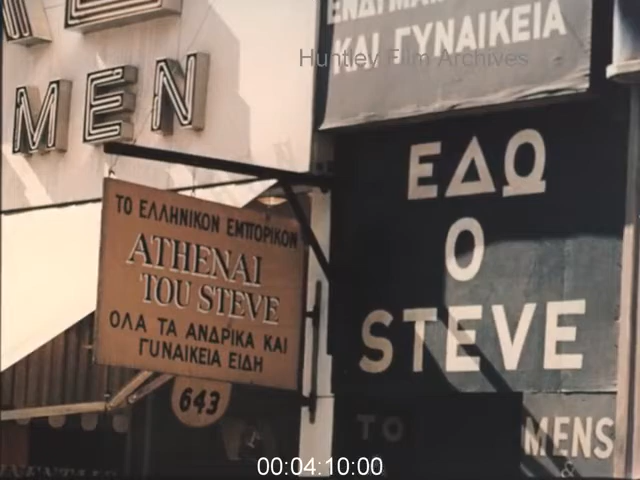 MEN
ΤΟ ΕΛΛΗΝΙΚΟΝ ΕΜΠΟΡΙΚΟΝ
ATHENAI
TOU STEVE
ΟΛΑ ΤΑ ΑΝΔΡΙΚΑ ΚΑΙ
ΓΥΝΑΙΚΕΙΑ ΕΙΔΗ
643
ΚΑΙ ΓΥΝΑΙΚΕΙΑ
Huntley Film Archives
ΕΔΩ
Ο
STEVE
ΤΟ
MENS
00:04:10:00